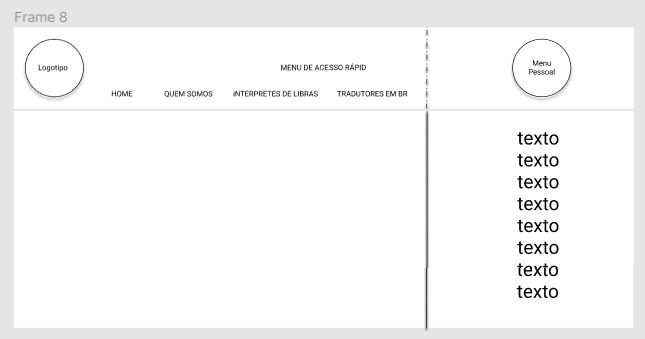 Frame 8
Logotipo
MENU DE ACESSO RÁPID
HOME
QUEM SOMOS
iNTERPRETES DE LIBRAS
TRADUTORES EM BR
Menu
Pessoal
texto
texto
texto
texto
texto
texto
texto
texto